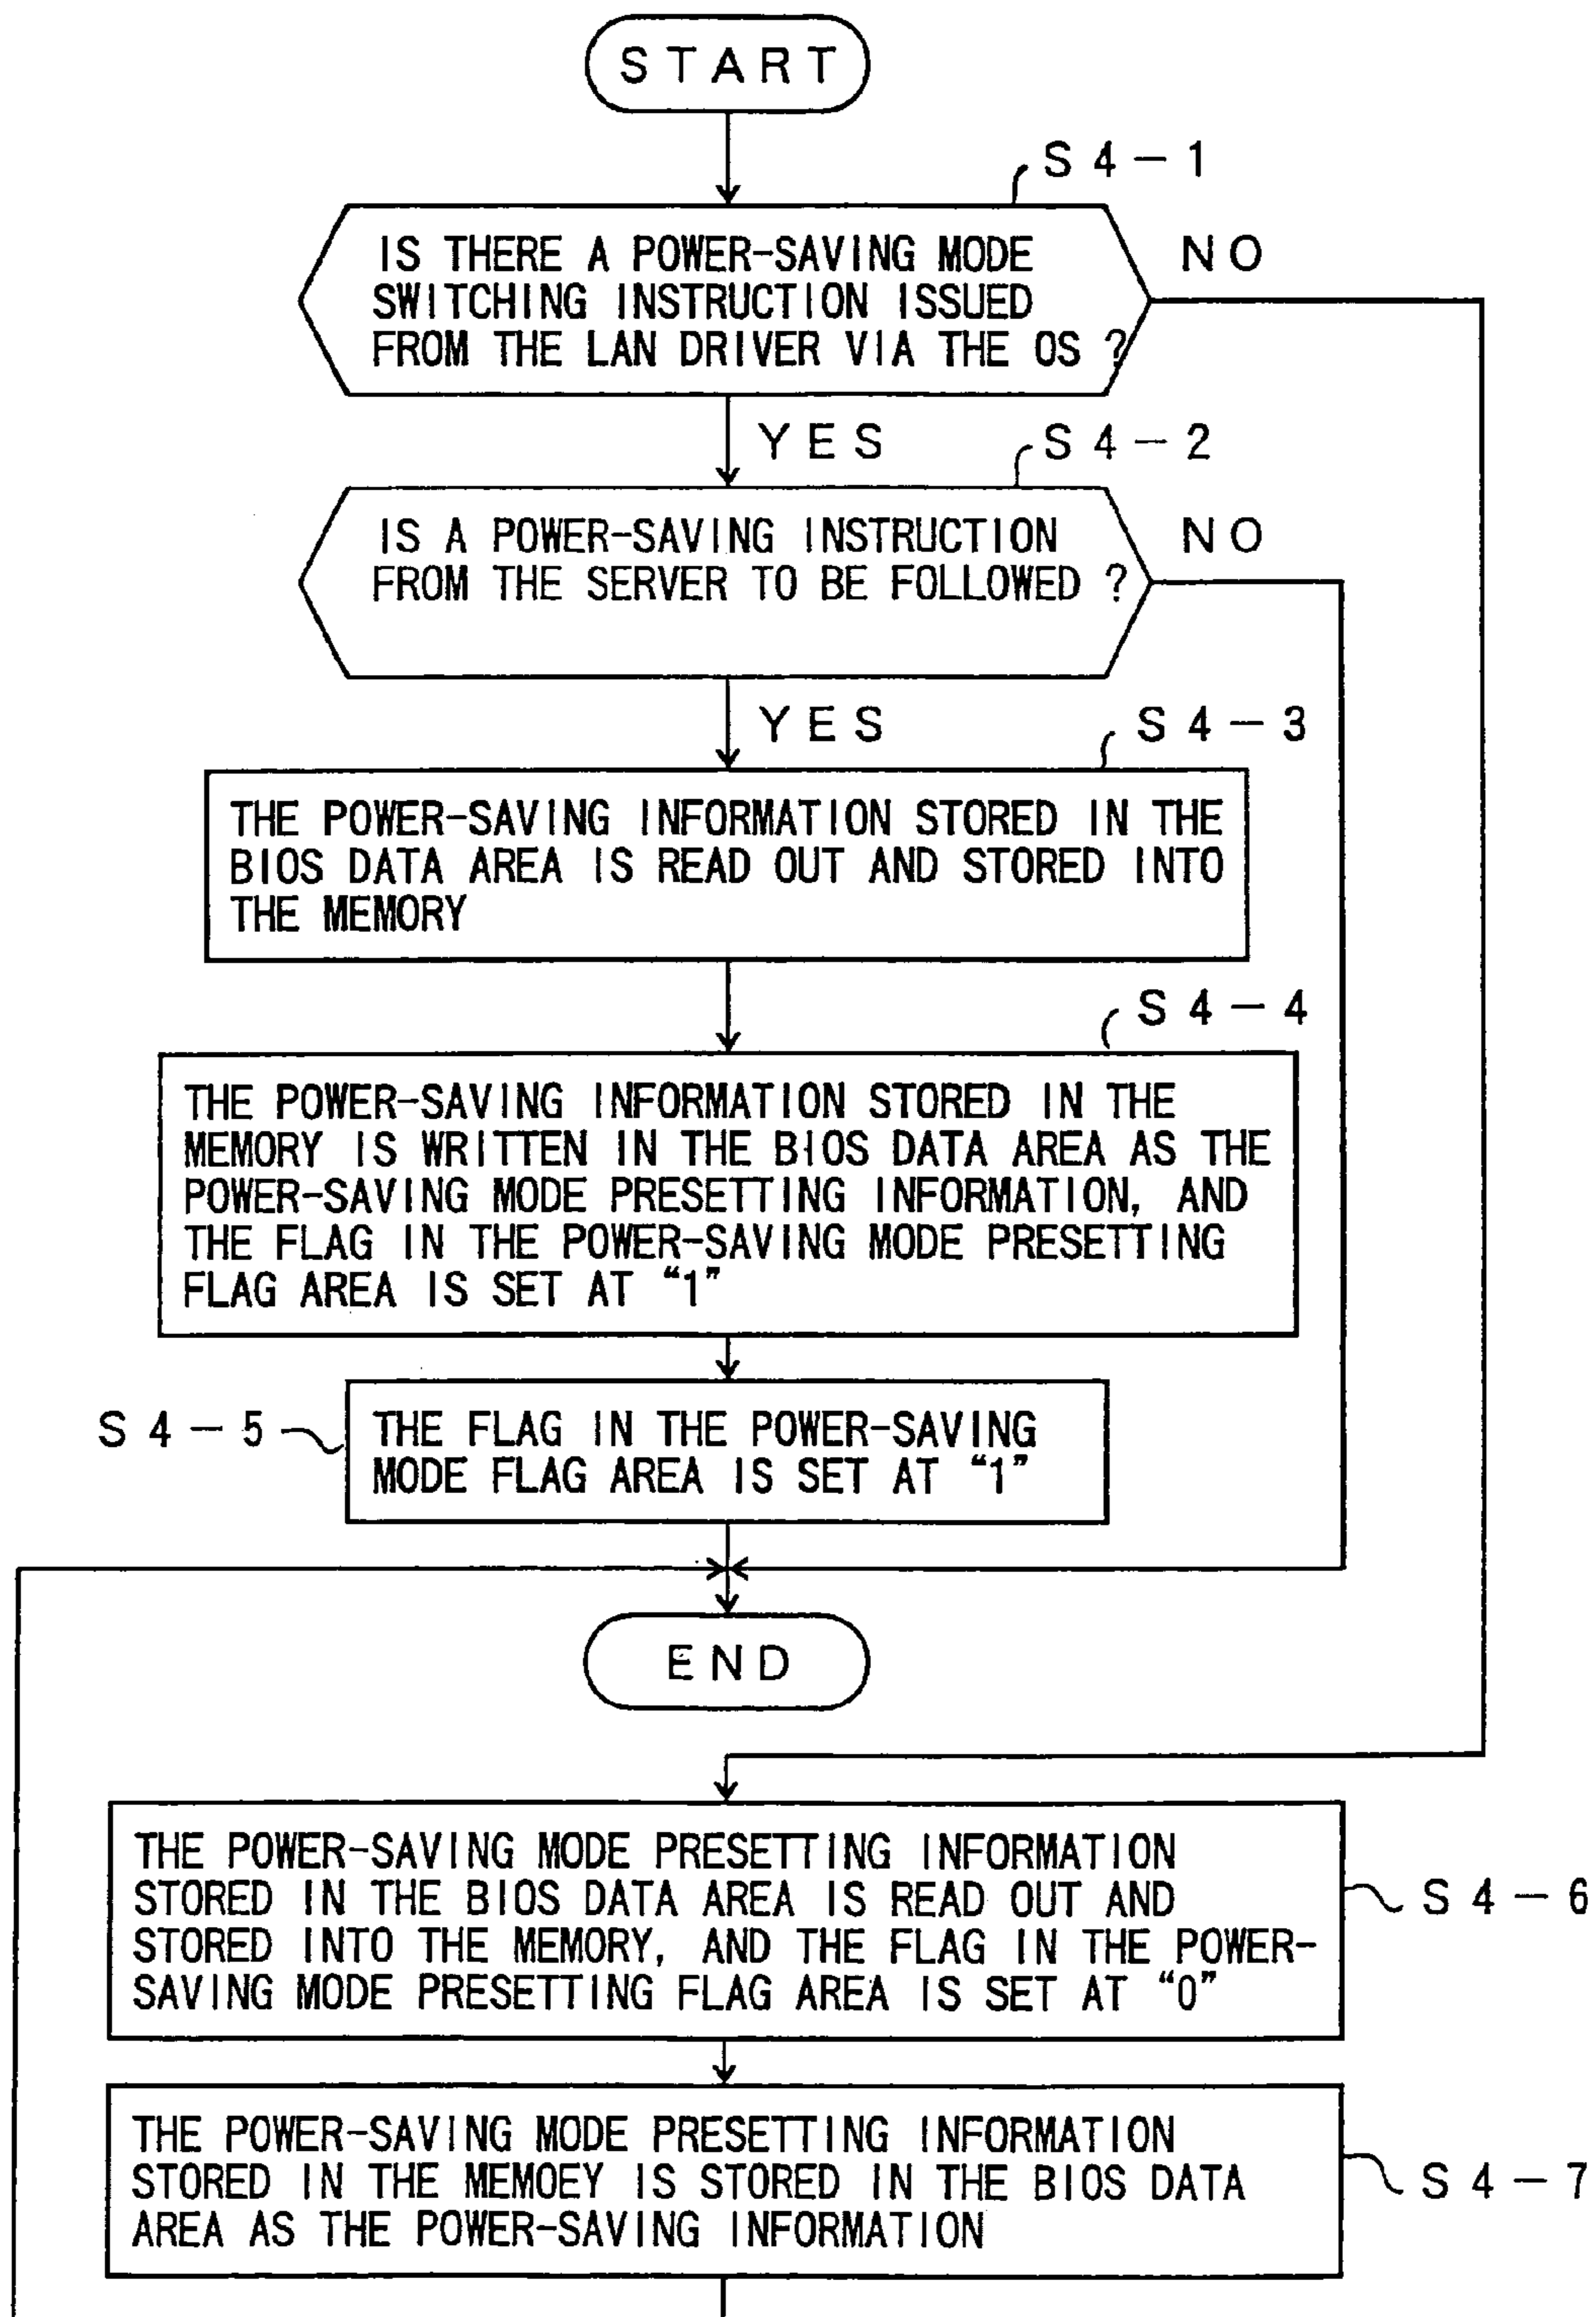 START
S4-1
IS THERE A POWER-SAVING MODE
SWITCHING INSTRUCTION ISSUED
FROM THE LAN DRIVER VIA THE OS ?
NO
YES
S4-2
IS A POWER-SAVING INSTRUCTION
FROM THE SERVER TO BE FOLLOWED ?
NO
YES
S4-3
THE POWER-SAVING INFORMATION STORED IN THE
BIOS DATA AREA IS READ OUT AND STORED INTO
THE MEMORY
S4-4
THE POWER-SAVING INFORMATION STORED IN THE
MEMORY IS WRITTEN IN THE BIOS DATA AREA AS THE
POWER-SAVING MODE PRESETTING INFORMATION, AND
THE FLAG IN THE POWER-SAVING MODE PRESETTING
FLAG AREA IS SET AT “1”
S4-5
THE FLAG IN THE POWER-SAVING
MODE FLAG AREA IS SET AT “1”
END
THE POWER-SAVING MODE PRESETTING INFORMATION
STORED IN THE BIOS DATA AREA IS READ OUT AND
STORED INTO THE MEMORY, AND THE FLAG IN THE POWER-
SAVING MODE PRESETTING FLAG AREA IS SET AT “0”
S4-6
THE POWER-SAVING MODE PRESETTING INFORMATION
STORED IN THE MEMOEY IS STORED IN THE BIOS DATA
AREA AS THE POWER-SAVING INFORMATION
S4-7